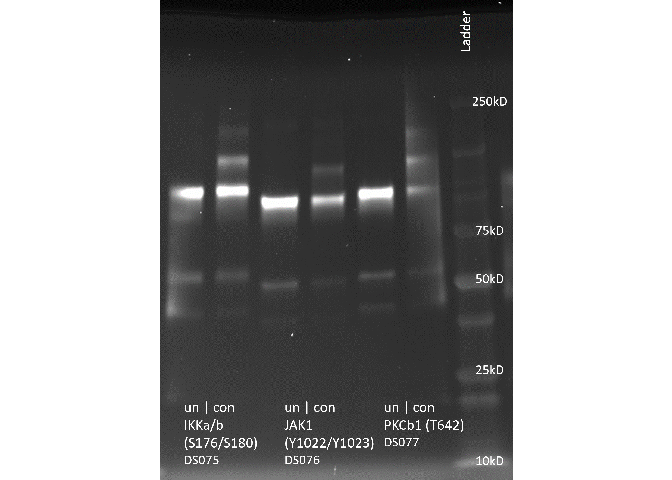 Ladder
250kD
75kD
50kD
25kD
10kD
un | con
IKKa/b
(S176/S180)
DS075
un | con
JAK1
(Y1022/Y1023)
DS076
un | con
PKCb1 (T642)
DS077